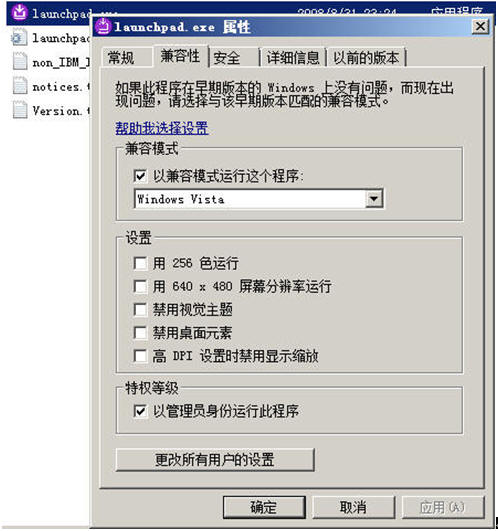 launchpad.exe 2008/8/31 23:24 应用程序
launchpad.exe 属性
launchpad
non_IBM_
notices.
Version.
常规 兼容性 安全 详细信息 以前的版本
如果此程序在早期版本的 Windows 上没有问题，而现在出
现问题，请选择与该早期版本匹配的兼容模式。
帮助我选择设置
兼容模式
以兼容模式运行这个程序:
Windows Vista
设置
用 256 色运行
用 640 x 480 屏幕分辨率运行
禁用视觉主题
禁用桌面元素
高 DPI 设置时禁用显示缩放
特权等级
以管理员身份运行此程序
更改所有用户的设置
确定 取消 应用(A)